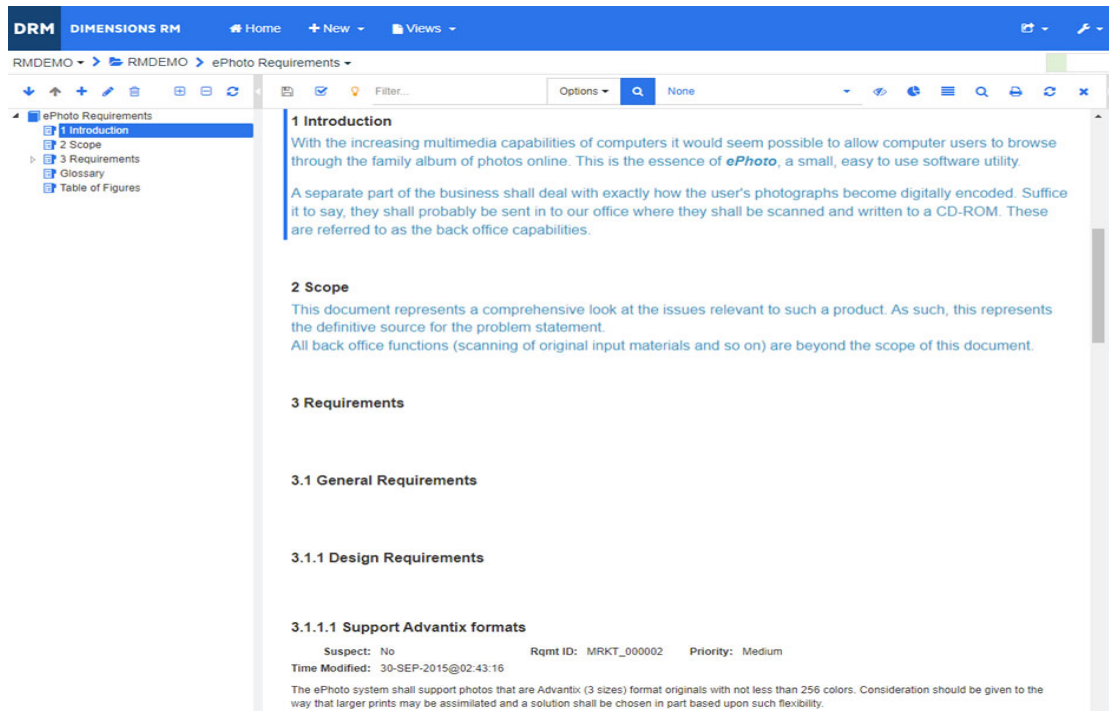 DRM DIMENSIONS RM Home New Views
RMDEMO RMDEMO ePhoto Requirements
Filter... Options None
ePhoto Requirements
1 Introduction
2 Scope
3 Requirements
Glossary
Table of Figures
1 Introduction
With the increasing multimedia capabilities of computers it would seem possible to allow computer users to browse
through the family album of photos online. This is the essence of ePhoto, a small, easy to use software utility.
A separate part of the business shall deal with exactly how the user's photographs become digitally encoded. Suffice
it to say, they shall probably be sent in to our office where they shall be scanned and written to a CD-ROM. These
are referred to as the back office capabilities.
2 Scope
This document represents a comprehensive look at the issues relevant to such a product. As such, this represents
the definitive source for the problem statement.
All back office functions (scanning of original input materials and so on) are beyond the scope of this document.
3 Requirements
3.1 General Requirements
3.1.1 Design Requirements
3.1.1.1 Support Advantix formats
Suspect: No Rqmt ID: MRKT_000002 Priority: Medium
Time Modified: 30-SEP-2015@02:43:16
The ePhoto system shall support photos that are Advantix (3 sizes) format originals with not less than 256 colors. Consideration should be given to the
way that larger prints may be assimilated and a solution shall be chosen in part based upon such flexibility.